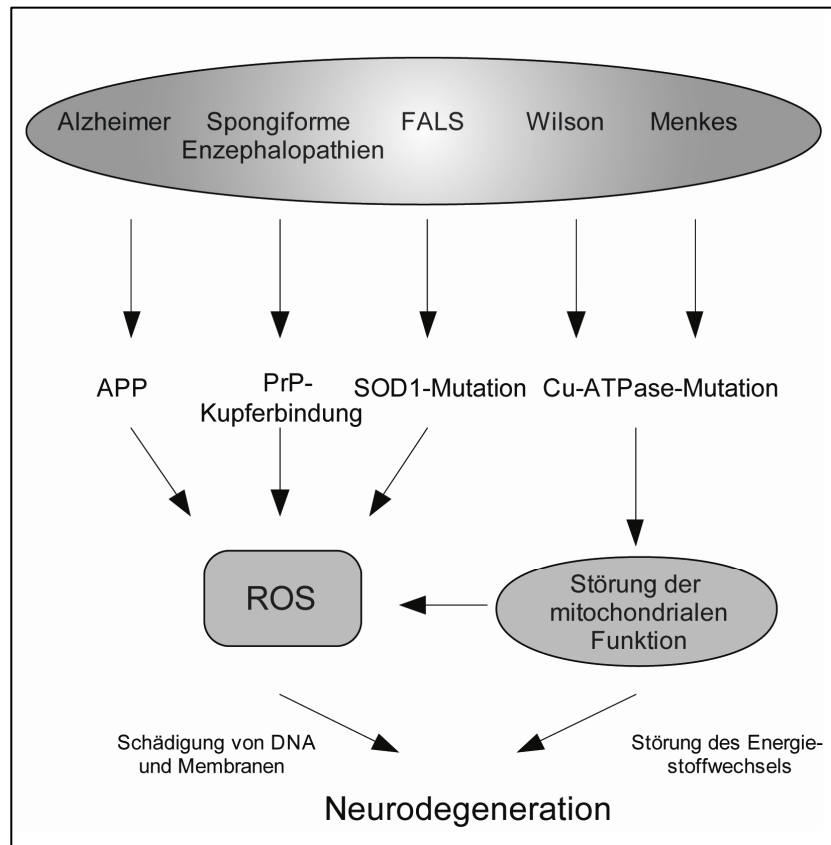 Alzheimer
Spongiforme
Enzephalopathien
FALS
Wilson
Menkes
APP
PrP-
Kupferbindung
SOD1-Mutation
Cu-ATPase-Mutation
ROS
Störung der
mitochondrialen
Funktion
Schädigung von DNA
und Membranen
Störung des Energie-
stoffwechsels
Neurodegeneration